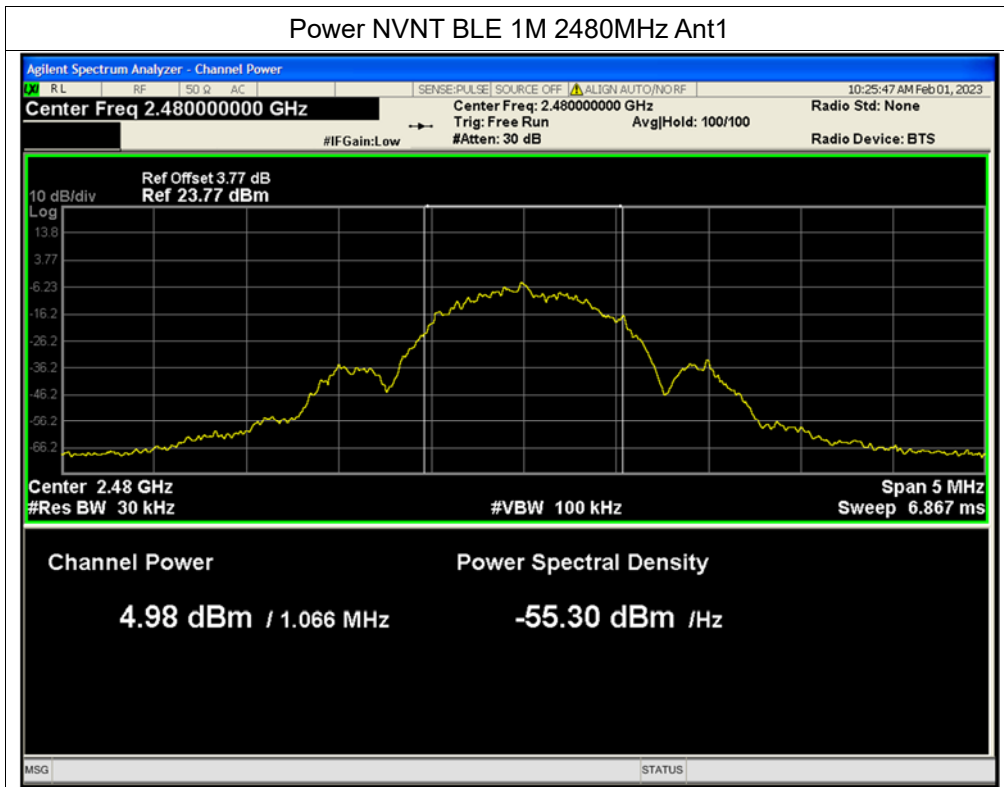 Power NVNT BLE 1M 2480MHz Ant1
Agilent Spectrum Analyzer - Channel Power
LXI RL RF 50 Ω AC SENSE:PULSE SOURCE OFF ALIGN AUTO/NO RF 10:25:47 AM Feb 01, 2023
Center Freq 2.480000000 GHz
Center Freq: 2.480000000 GHz
Radio Std: None
Trig: Free Run Avg|Hold: 100/100
#IFGain:Low #Atten: 30 dB Radio Device: BTS
Ref Offset 3.77 dB
10 dB/div Ref 23.77 dBm
Log
13.8
3.77
-6.23
-16.2
-26.2
-36.2
-46.2
-56.2
-66.2
Center 2.48 GHz Span 5 MHz
#Res BW 30 kHz #VBW 100 kHz Sweep 6.867 ms
Channel Power Power Spectral Density
4.98 dBm / 1.066 MHz -55.30 dBm /Hz
MSG STATUS